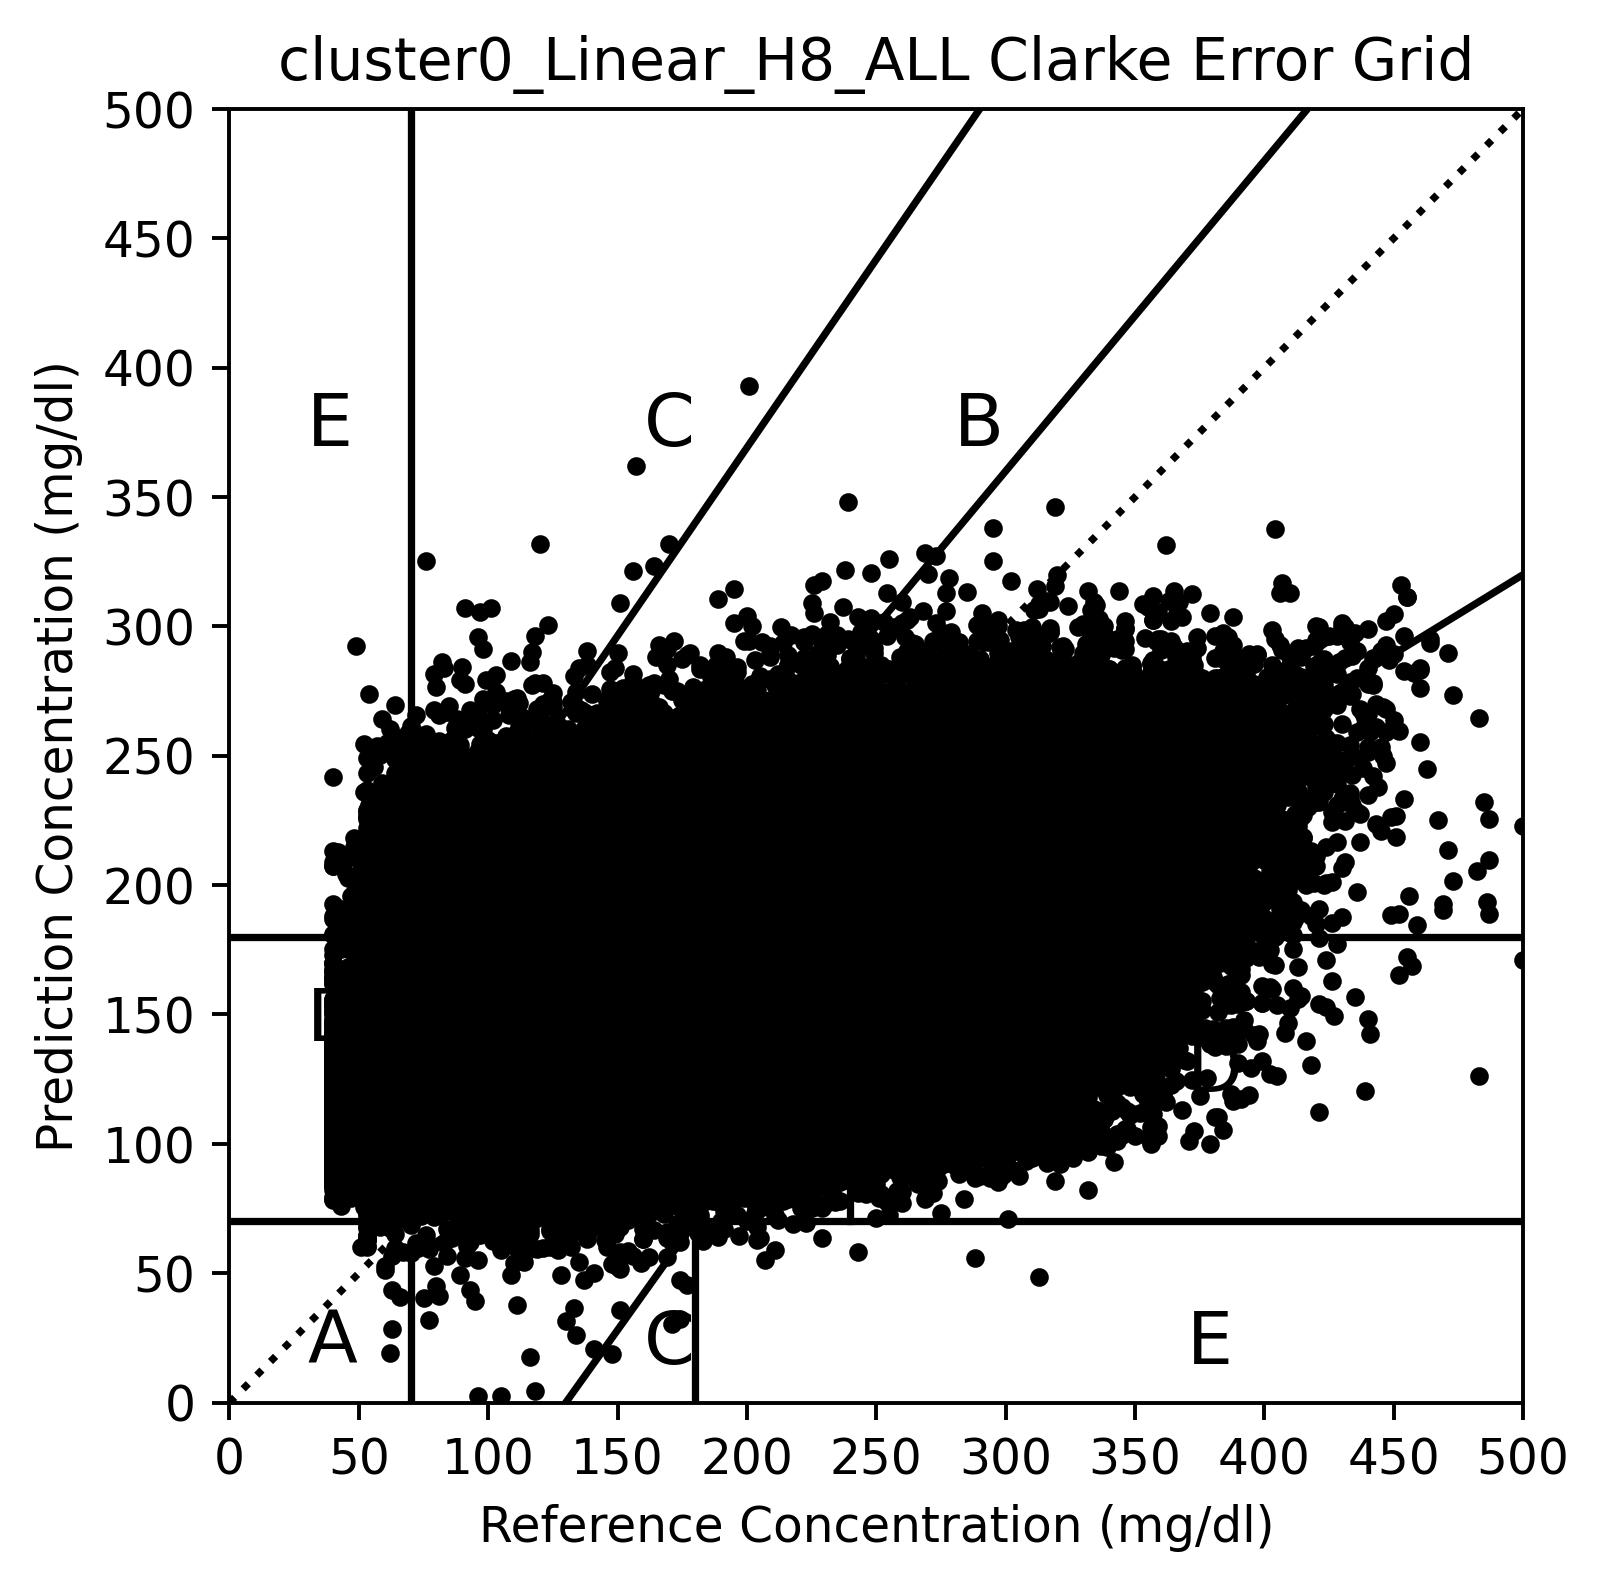 cluster0_Linear_H8_ALL Clarke Error Grid
500
450
400
350
300
250
200
150
100
50
0
Prediction Concentration (mg/dl)
E
C
B
D
D
A
C
E
0 50 100 150 200 250 300 350 400 450 500
Reference Concentration (mg/dl)